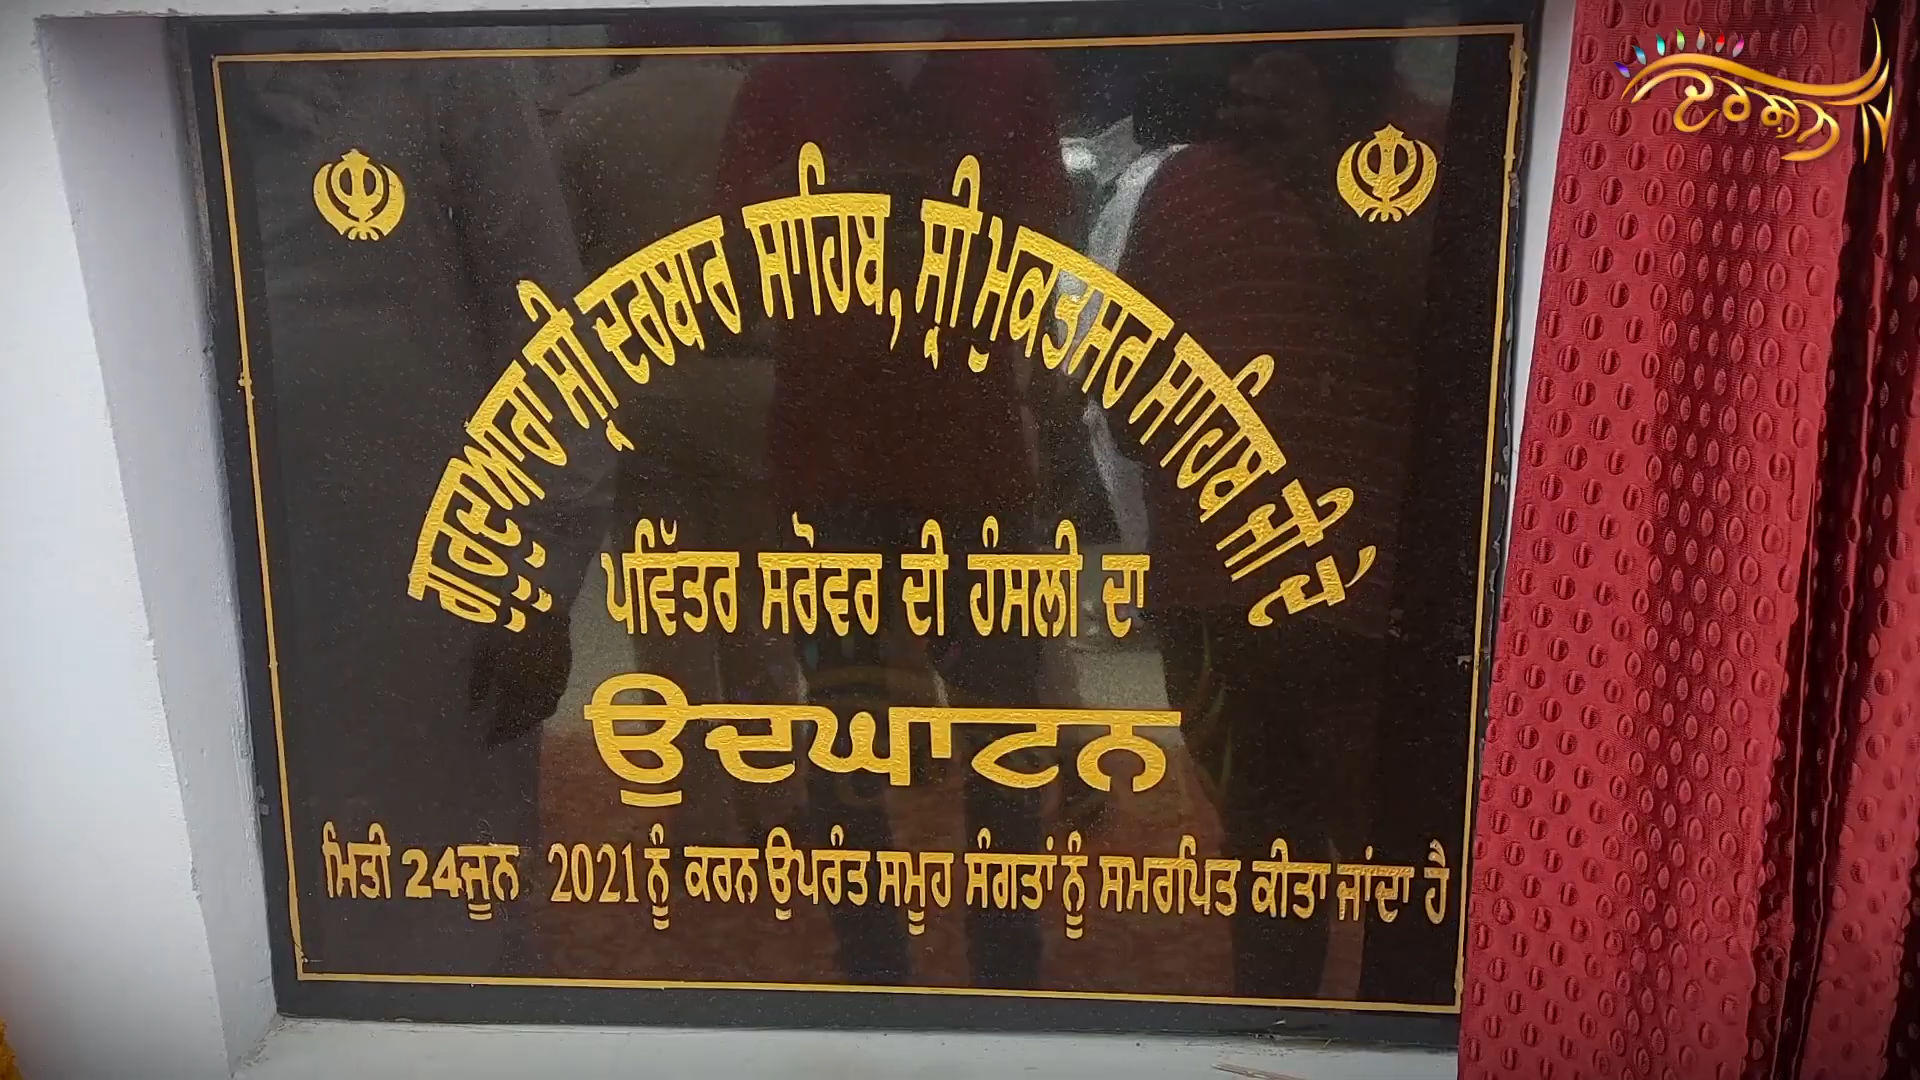 ਗੁਰਦੁਆਰਾ ਸ੍ਰੀ ਦਰਬਾਰ ਸਾਹਿਬ, ਸ੍ਰੀ ਮੁਕਤਸਰ ਸਾਹਿਬ ਜੀ ਦੇ
ਪਵਿੱਤਰ ਸਰੋਵਰ ਦੀ ਹੰਸਲੀ ਦਾ
ਉਦਘਾਟਨ
ਮਿਤੀ 24ਜੂਨ 2021 ਨੂੰ ਕਰਨ ਉਪਰੰਤ ਸਮੂਹ ਸੰਗਤਾਂ ਨੂੰ ਸਮਰਪਿਤ ਕੀਤਾ ਜਾਂਦਾ ਹੈ